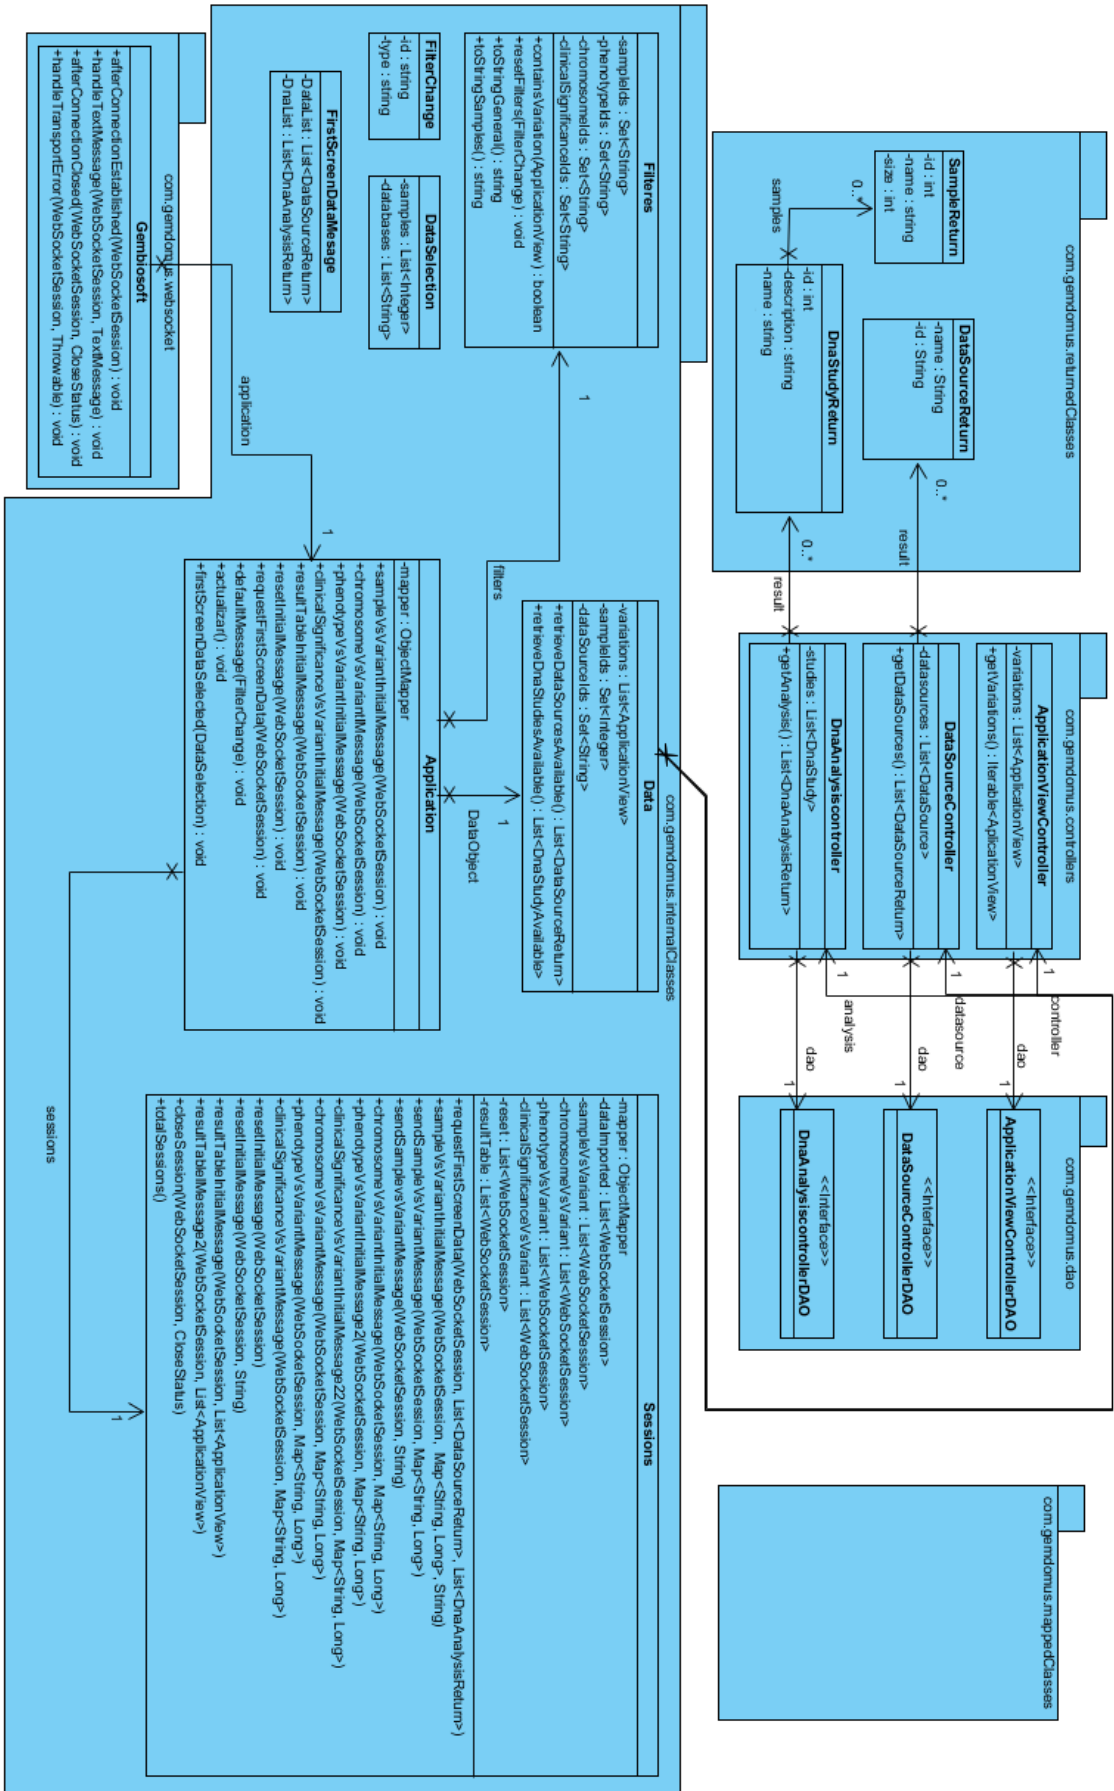 com.gemdomus.returnedClasses
SampleReturn
-id : int
-name : string
-size : int
0..*
samples
DnaStudyReturn
-id : int
-description : string
-name : string
DataSourceReturn
-name : String
-id : String
0..*
result
0..*
result
com.gemdomus.controllers
ApplicationViewController
-variations : List<ApplicationView>
+getVariations() : Iterable<AplicationView>
DataSourceController
-datasources : List<DataSource>
+getDataSources() : List<DataSourceReturn>
DnaAnalysiscontroller
-studies : List<DnaStudy>
+getAnalysis() : List<DnaAnalysisReturn>
1
controller
1
datasource
1
analysis
dao
1
dao
1
dao
1
com.gemdomus.dao
<<Interface>>
ApplicationViewControllerDAO
<<Interface>>
DataSourceControllerDAO
<<Interface>>
DnaAnalysiscontrollerDAO
com.gemdomus.mappedClasses
com.gemdomus.internalClasses
Filteres
-sampleIds : Set<String>
-phenotypeIds : Set<String>
-chromosomeIds : Set<String>
-clinicalSignificanceIds : Set<String>
+containsVariation(ApplicationView) : boolean
+resetFilters(FilterChange) : void
+toStringGeneral() : string
+toStringSamples() : string
FilterChange
-id : string
-type : string
DataSelection
-samples : List<Integer>
-databases : List<String>
FirstScreenDataMesage
-DataList : List<DataSourceReturn>
-DnaList : List<DnaAnalysisReturn>
1
filters
Data
-variations : List<ApplicationView>
-sampleIds : Set<Integer>
-dataSourceIds : Set<String>
+retrieveDataSourcesAvailable() : List<DataSourceReturn>
+retrieveDnaStudiesAvailable() : List<DnaStudyAvailable>
1
DataObject
Application
-mapper : ObjectMapper
+sampleVsVariantInitialMessage(WebSocketSession) : void
+chromosomeVsVariantMessage(WebSocketSession) : void
+phenotypeVsVariantInitialMessage(WebSocketSession) : void
+clinicalSignificanceVsVariantInitialMessage(WebSocketSession) : void
+resultTableInitialMessage(WebSocketSession) : void
+resetInitialMessage(WebSocketSession) : void
+requestFirstScreenData(WebSocketSession) : void
+defaultMessage(FilterChange) : void
+actualizar() : void
+firstScreenDataSelected(DataSelection) : void
1
application
sessions
1
Sessions
-mapper : ObjectMapper
-dataImported : List<WebSocketSession>
-sampleVsVariant : List<WebSocketSession>
-chromosomeVsVariant : List<WebSocketSession>
-phenotypeVsVariant : List<WebSocketSession>
-clinicalSignificanceVsVariant : List<WebSocketSession>
-reset : List<WebSocketSession>
-resultTable : List<WebSocketSession>
+requestFirstScreenData(WebSocketSession, List<DataSourceReturn>, List<DnaAnalysisReturn>)
+sampleVsVariantInitialMessage(WebSocketSession, Map<String, Long>, String)
+sendSampleVsVariantMessage(WebSocketSession, Map<String, Long>)
+sendSamplevsVariantMessage(WebSocketSession, String)
+chromosomeVsVariantInitialMessage(WebSocketSession, Map<String, Long>)
+phenotypeVsVariantInitialMessage2(WebSocketSession, Map<String, Long>)
+clinicalSignificanceVsVariantInitialMessage22(WebSocketSession, Map<String, Long>)
+chromosomeVsVariantMessage(WebSocketSession, Map<String, Long>)
+phenotypeVsVariantMessage(WebSocketSession, Map<String, Long>)
+clinicalSignificanceVsVariantMessage(WebSocketSession, Map<String, Long>)
+resetInitialMessage(WebSocketSession)
+resetInitialMessage(WebSocketSession, String)
+resultTableInitialMessage(WebSocketSession, List<ApplicationView>)
+resultTableIMessage2(WebSocketSession, List<ApplicationView>)
+closeSession(WebSocketSession, CloseStatus)
+totalSessions()
com.gemdomus.websocket
Gembiosoft
+afterConnectionEstablished(WebSocketSession) : void
+handleTextMessage(WebSocketSession, TextMessage) : void
+afterConnectionClosed(WebSocketSession, CloseStatus) : void
+handleTransportError(WebSocketSession, Throwable) : void